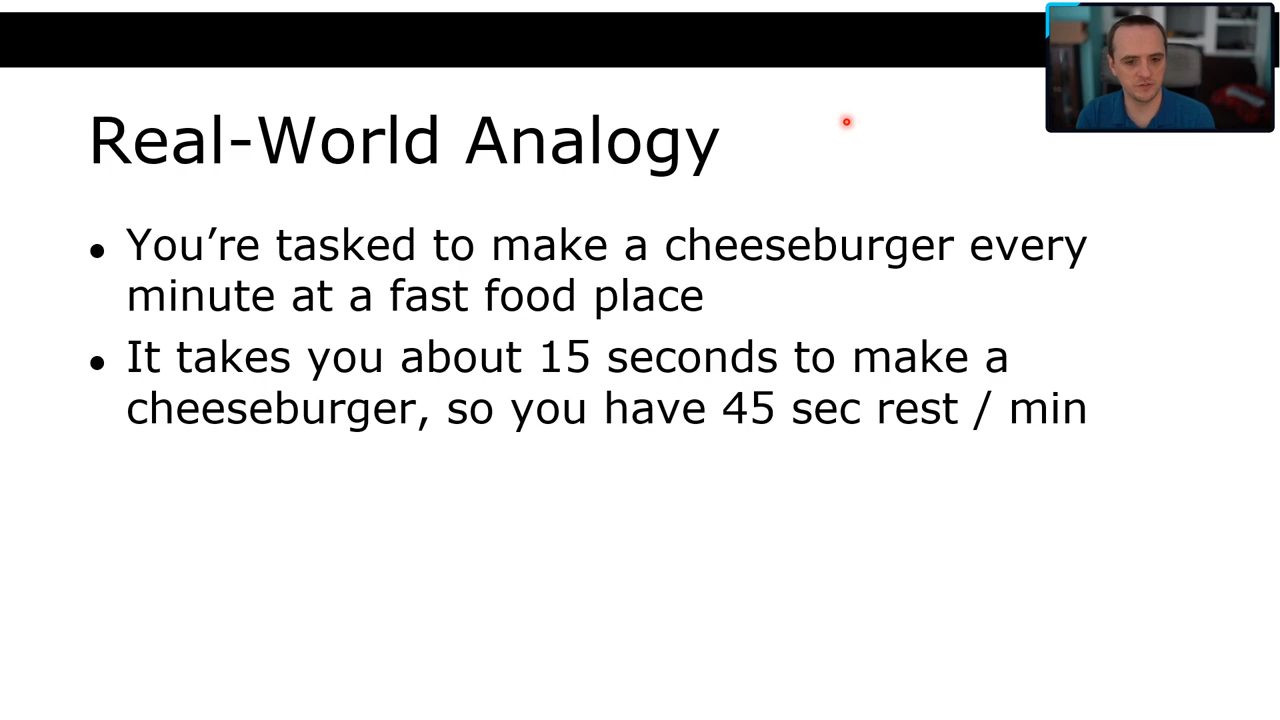 Real-World Analogy
• You’re tasked to make a cheeseburger every
minute at a fast food place
• It takes you about 15 seconds to make a
cheeseburger, so you have 45 sec rest / min